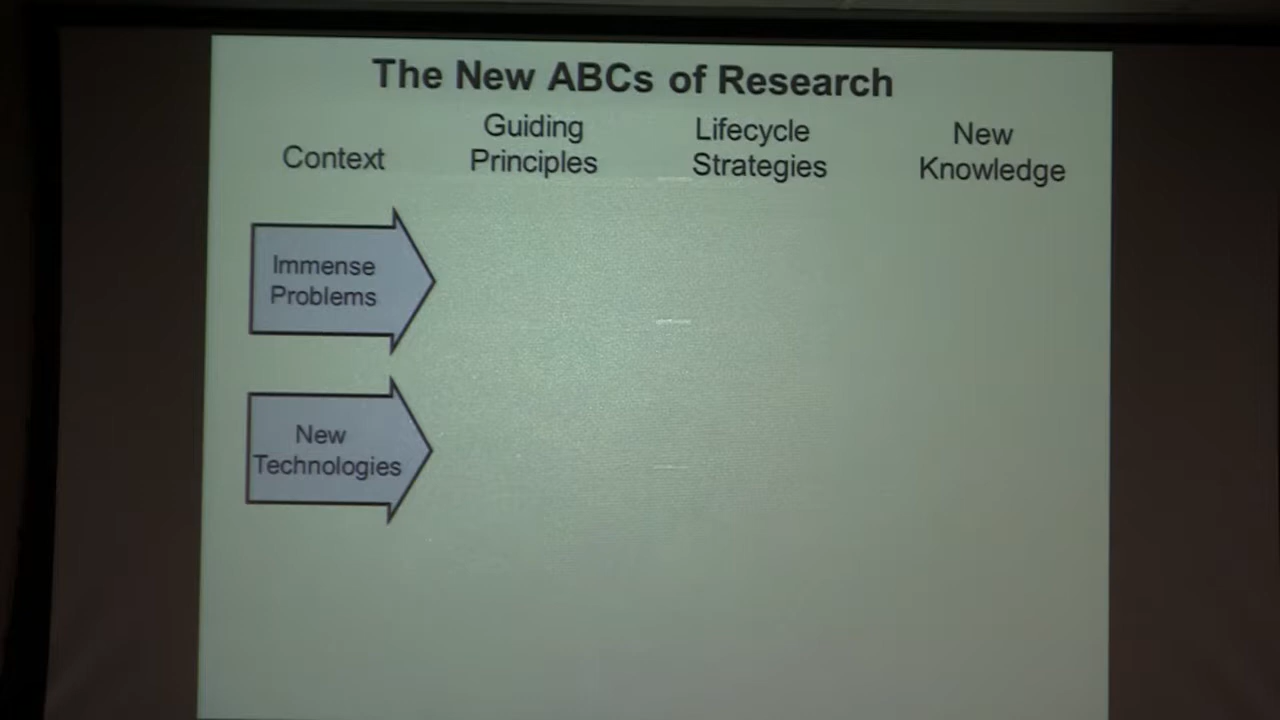 The New ABCs of Research
Context
Guiding
Principles
Lifecycle
Strategies
New
Knowledge
Immense
Problems
New
Technologies